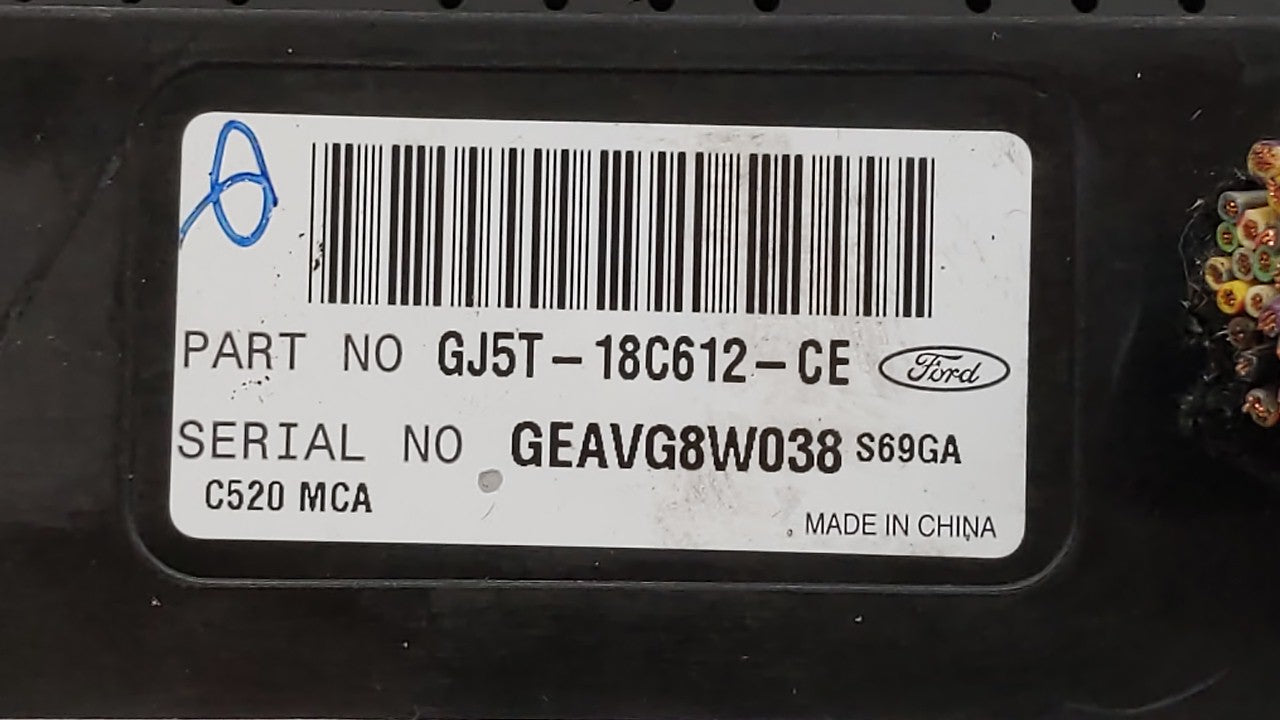 PART NO GJ5T-18C612-CE Ford
SERIAL NO GEAVG8W038 S69GA
C520 MCA
MADE IN CHINA